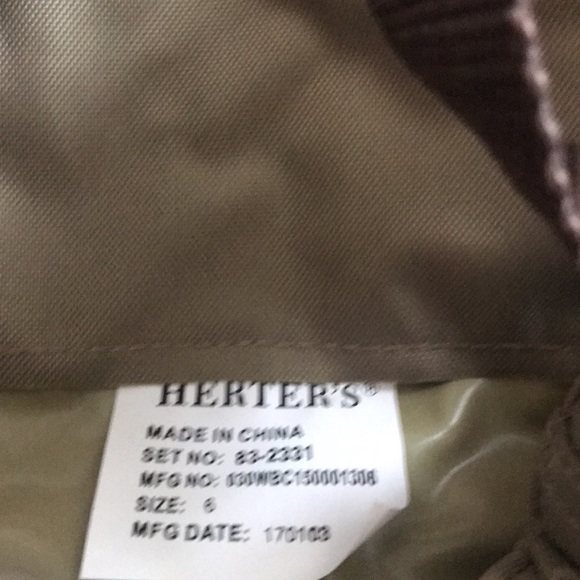 HERTER'S®
MADE IN CHINA
SET NO: 83-2331
MFG NO: 030WBC150001308
SIZE: 6
MFG DATE: 170103